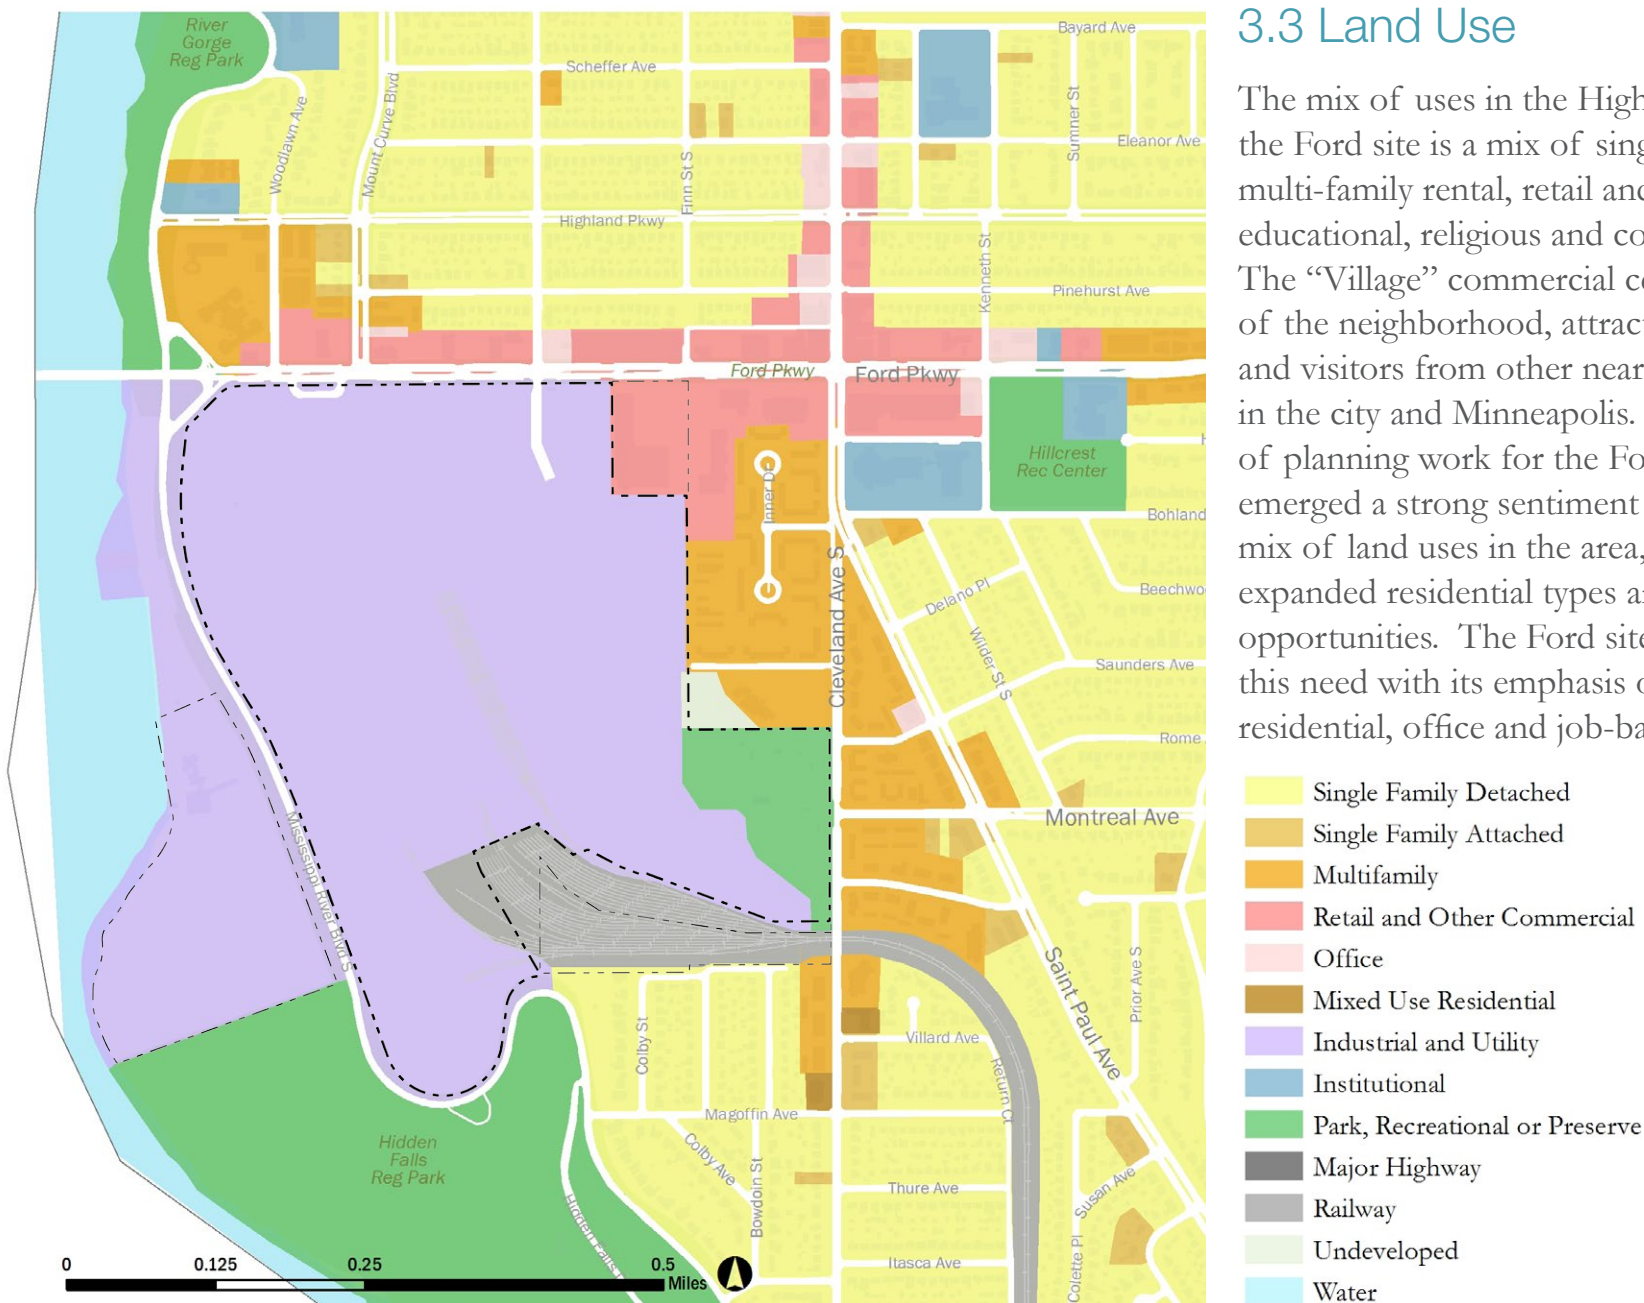 3.3 Land Use
The mix of uses in the High
the Ford site is a mix of sing
multi-family rental, retail and
educational, religious and co
The “Village” commercial ce
of the neighborhood, attract
and visitors from other near
in the city and Minneapolis.
of planning work for the Fo
emerged a strong sentiment
mix of land uses in the area,
expanded residential types a
opportunities. The Ford site
this need with its emphasis o
residential, office and job-ba
Single Family Detached
Single Family Attached
Multifamily
Retail and Other Commercial
Office
Mixed Use Residential
Industrial and Utility
Institutional
Park, Recreational or Preserve
Major Highway
Railway
Undeveloped
Water
River
Gorge
Reg Park
Bayard Ave
Scheffer Ave
Woodlawn Ave
Mount Curve Blvd
Finn St S
Sumner St
Eleanor Ave
Highland Pkwy
Kenneth St
Pinehurst Ave
Ford Pkwy
Ford Pkwy
Hillcrest
Rec Center
Inner Dr
Bohland
Cleveland Ave S
Delano Pl
Beechwo
Wilder St S
Saunders Ave
Rome
Montreal Ave
Mississippi River Blvd S
Saint Paul Ave
Prior Ave S
Colby St
Villard Ave
Return Ct
Magoffin Ave
Colby Ave
Bowdoin St
Hidden
Falls
Reg Park
Hidden Falls
Thure Ave
Susan Ave
Itasca Ave
Colette Pl
0 0.125 0.25 0.5
Miles